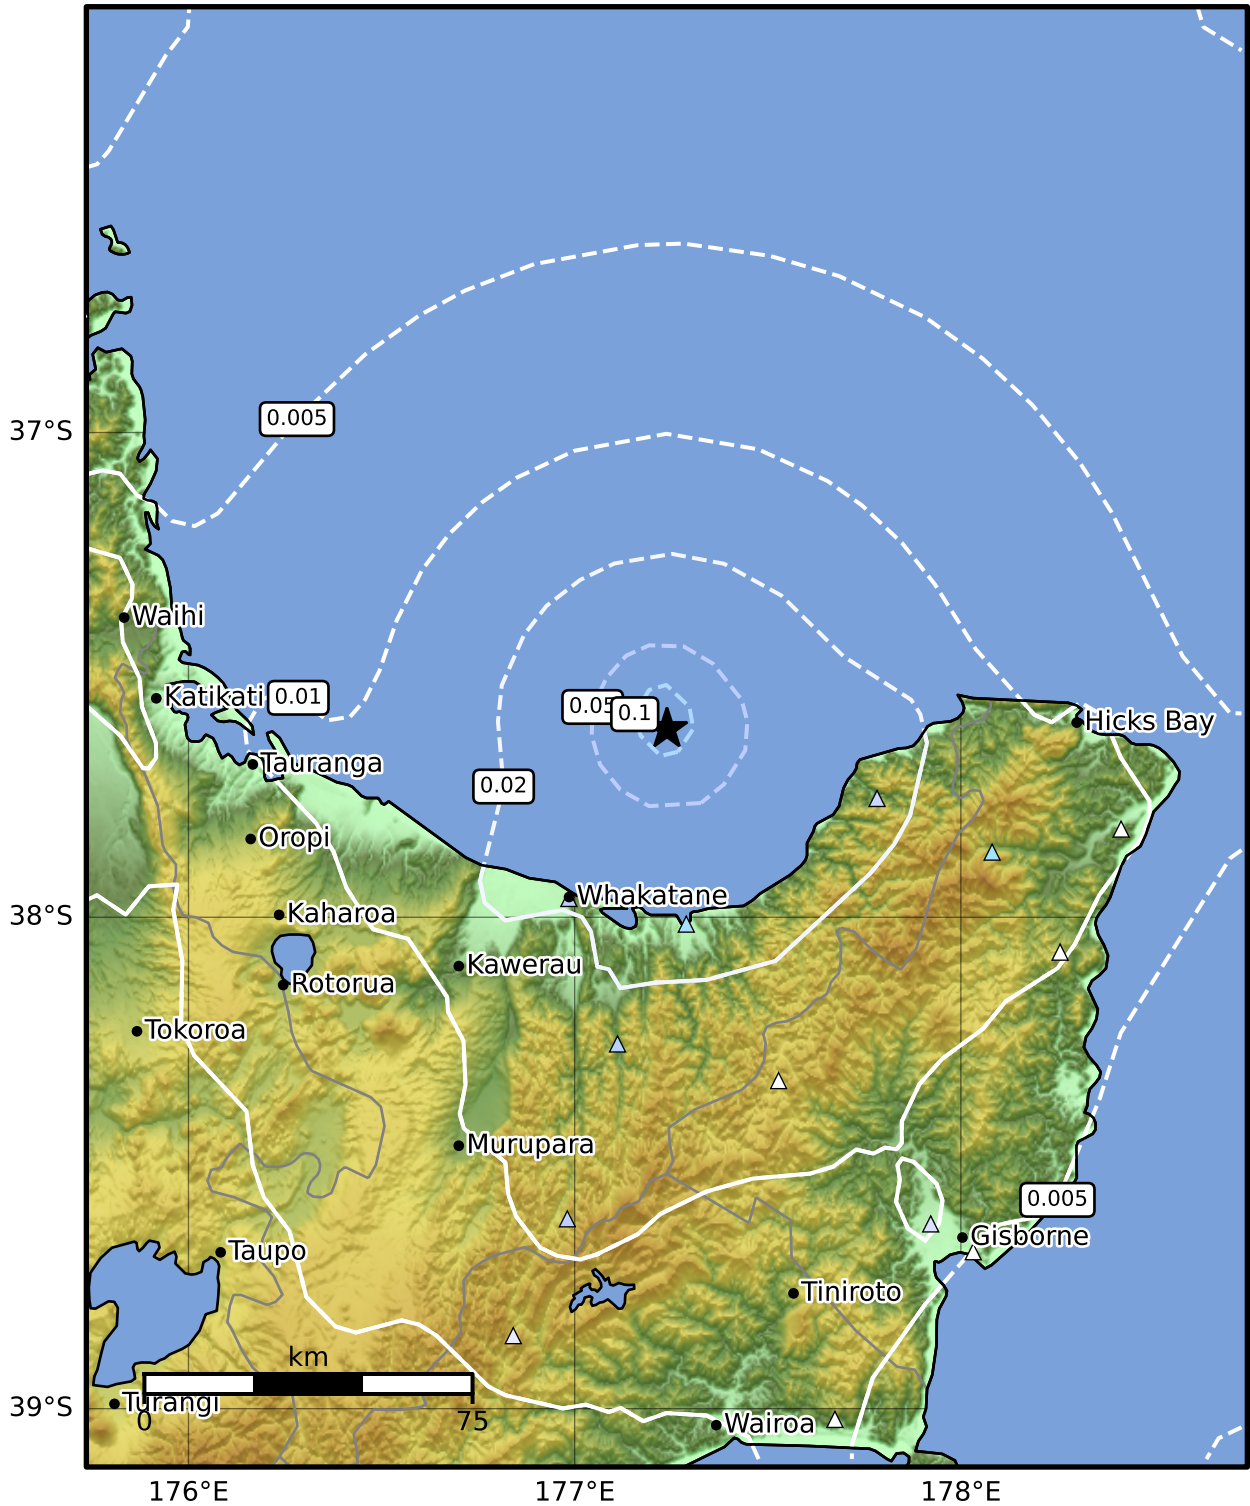 0.005
37°S
Waihi
Katikati
0.01
0.05
0.1
Hicks Bay
Tauranga
0.02
Oropi
Whakatane
38°S
Kaharoa
Kawerau
Rotorua
Tokoroa
Murupara
0.005
Gisborne
Taupo
Tiniroto
km
Turangi
39°S
0
75
Wairoa
176°E
177°E
178°E